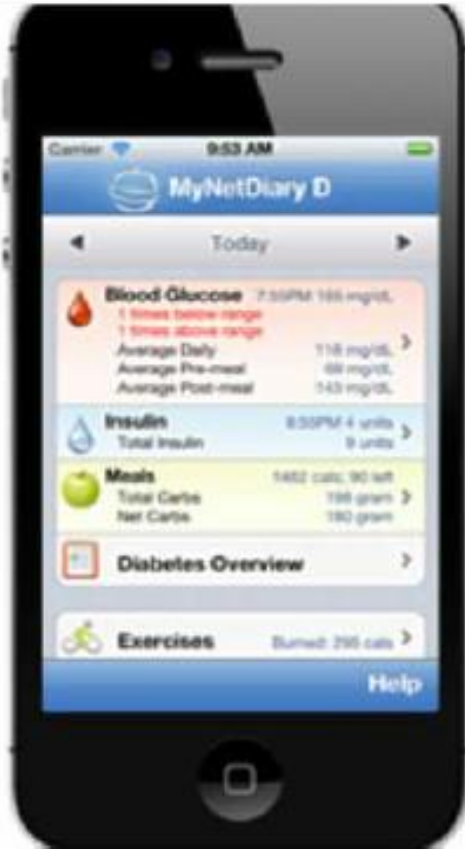 Carrier 9:53 AM
MyNetDiary D
Today
Blood Glucose 7:55PM 165 mg/dL
1 times below range
1 times above range
Average Daily 118 mg/dL
Average Pre-meal mg/dL
Average Post-meal 143 mg/dL
Insulin 8:55PM 4 units
Total Insulin 9 units
Meals 1482 cals; 90 left
Total Carbs 198 gram
Net Carbs 180 gram
Diabetes Overview
Exercises Burned: 295 cals
Help